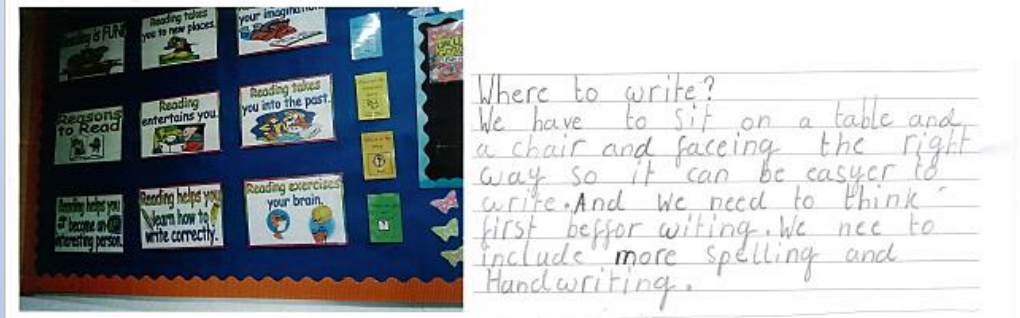 Reading is FUN!
Reading takes
you to new places.
your imagination
Reasons
to Read
Reading
entertains you.
Reading takes
you into the past.
Reading helps you
become an
interesting person.
Reading helps you
learn how to
write correctly.
Reading exercises
your brain.
Where to write?
We have to Sit on a table and
a chair and faceing the right
way so it can be easyer to
write. And We need to think
first beffor witing. We nee to
include more Spelling and
Handwriting.